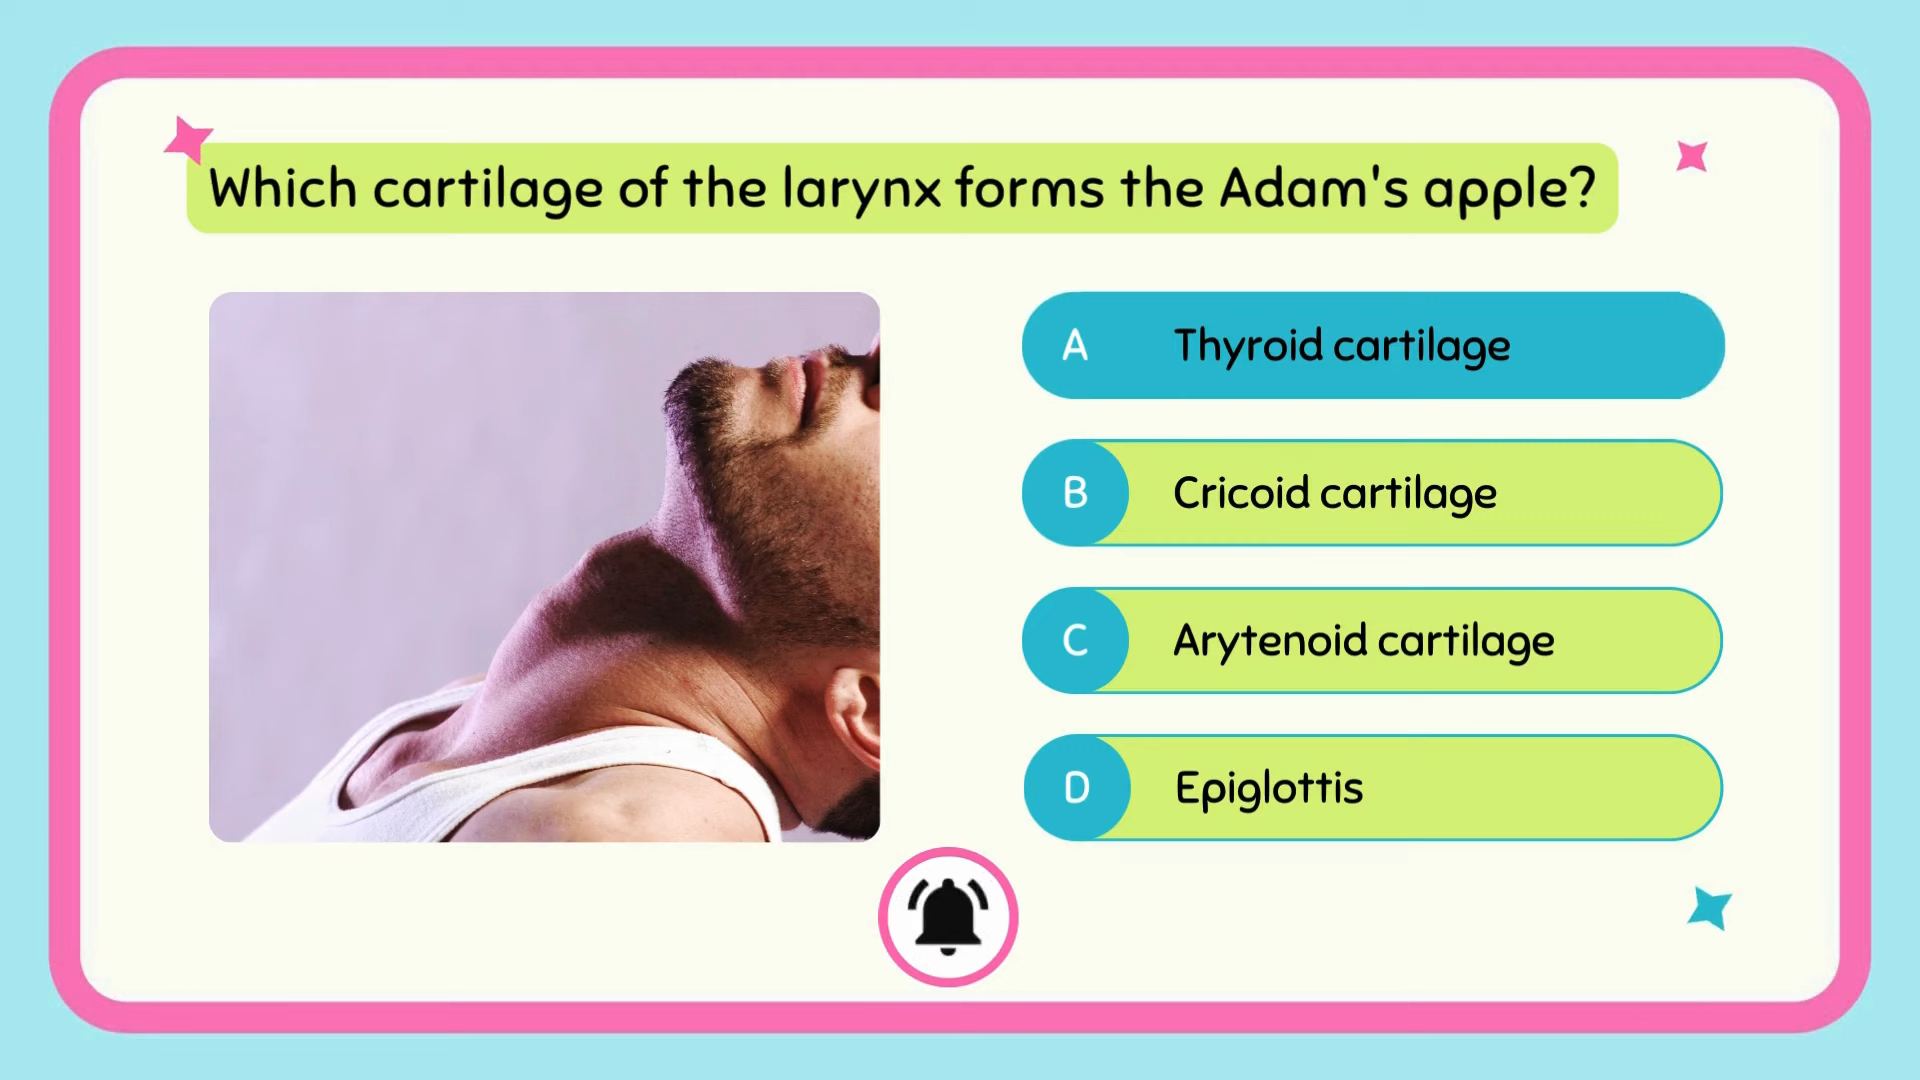 Which cartilage of the larynx forms the Adam's apple?
A Thyroid cartilage
B Cricoid cartilage
C Arytenoid cartilage
D Epiglottis